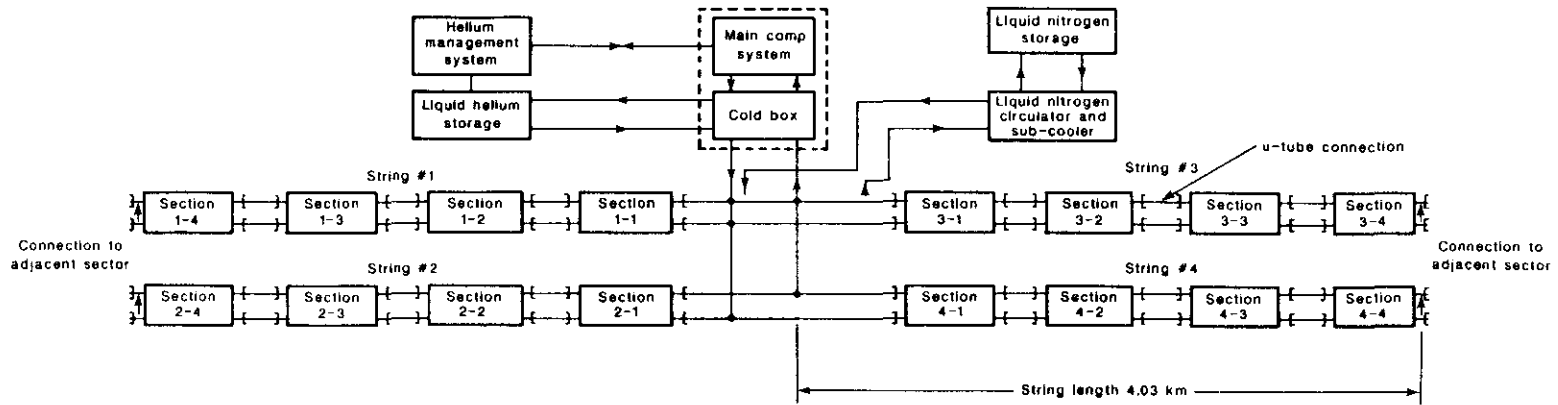 Helium
management
system
Main comp
system
Liquid nitrogen
storage
Liquid helium
storage
Cold box
Liquid nitrogen
circulator and
sub-cooler
u-tube connection
String #1
String #3
Section
1-4
Section
1-3
Section
1-2
Section
1-1
Section
3-1
Section
3-2
Section
3-3
Section
3-4
Connection to
adjacent sector
Connection to
adjacent sector
String #2
String #4
Section
2-4
Section
2-3
Section
2-2
Section
2-1
Section
4-1
Section
4-2
Section
4-3
Section
4-4
String length 4.03 km